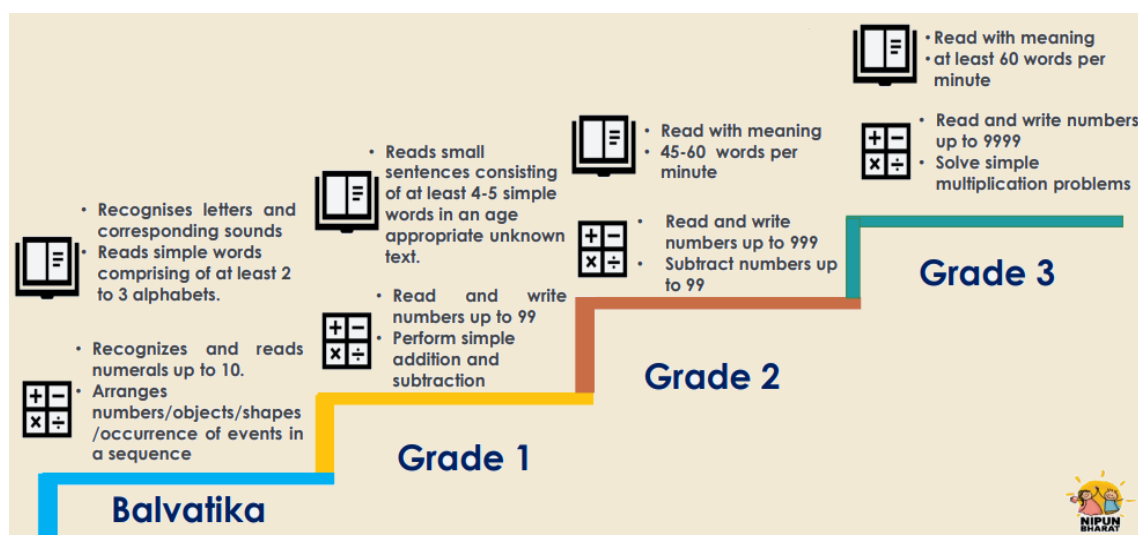 • Recognises letters and
corresponding sounds
• Reads simple words
comprising of at least 2
to 3 alphabets.
• Recognizes and reads
numerals up to 10.
• Arranges
numbers/objects/shapes
/occurrence of events in
a sequence
Balvatika
• Reads small
sentences consisting
of at least 4-5 simple
words in an age
appropriate unknown
text.
• Read and write
numbers up to 99
• Perform simple
addition and
subtraction
Grade 1
• Read with meaning
• 45-60 words per
minute
• Read and write
numbers up to 999
• Subtract numbers up
to 99
Grade 2
• Read with meaning
• at least 60 words per
minute
• Read and write numbers
up to 9999
• Solve simple
multiplication problems
Grade 3
NIPUN
BHARAT